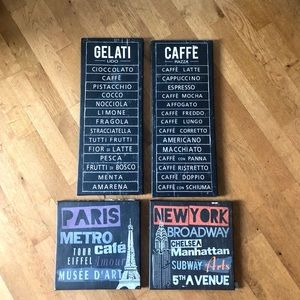 GELATI
LICIO
CIOCCOLATO
CAFFÈ
PISTACCHIO
COCCO
NOCCIOLA
LIMONE
FRAGOLA
STRACCIATELLA
TUTTI FRUTTI
FIOR DI LATTE
PESCA
FRUTTI DI BOSCO
MENTA
AMARENA
CAFFÈ
PIAZZA
CAFFÈ LATTE
CAPPUCCINO
ESPRESSO
CAFFÈ MOCHA
AFFOGATO
CAFFÈ FREDDO
CAFFÈ LUNGO
CAFFÈ CORRETTO
AMERICANO
MACCHIATO
CAFFÈ CON PANNA
CAFFÈ RISTRETTO
CAFFÈ DOPPIO
CAFFÈ CON SCHIUMA
PARIS
METRO
TOUR café
EIFFEL Amour
MUSÉE D'ART
NEW YORK
BROADWAY
CHELSEA
Manhattan
SUBWAY Arts
5TH AVENUE